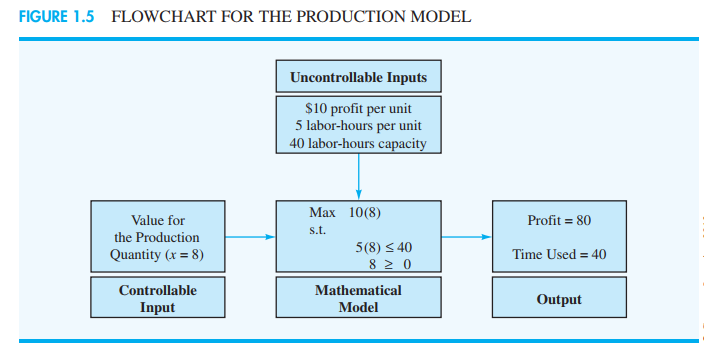 FIGURE 1.5 FLOWCHART FOR THE PRODUCTION MODEL
Uncontrollable Inputs
$10 profit per unit
5 labor-hours per unit
40 labor-hours capacity
Value for
the Production
Quantity (x = 8)
Controllable
Input
Max 10(8)
s.t.
5(8) ≤ 40
8 ≥ 0
Mathematical
Model
Profit = 80
Time Used = 40
Output